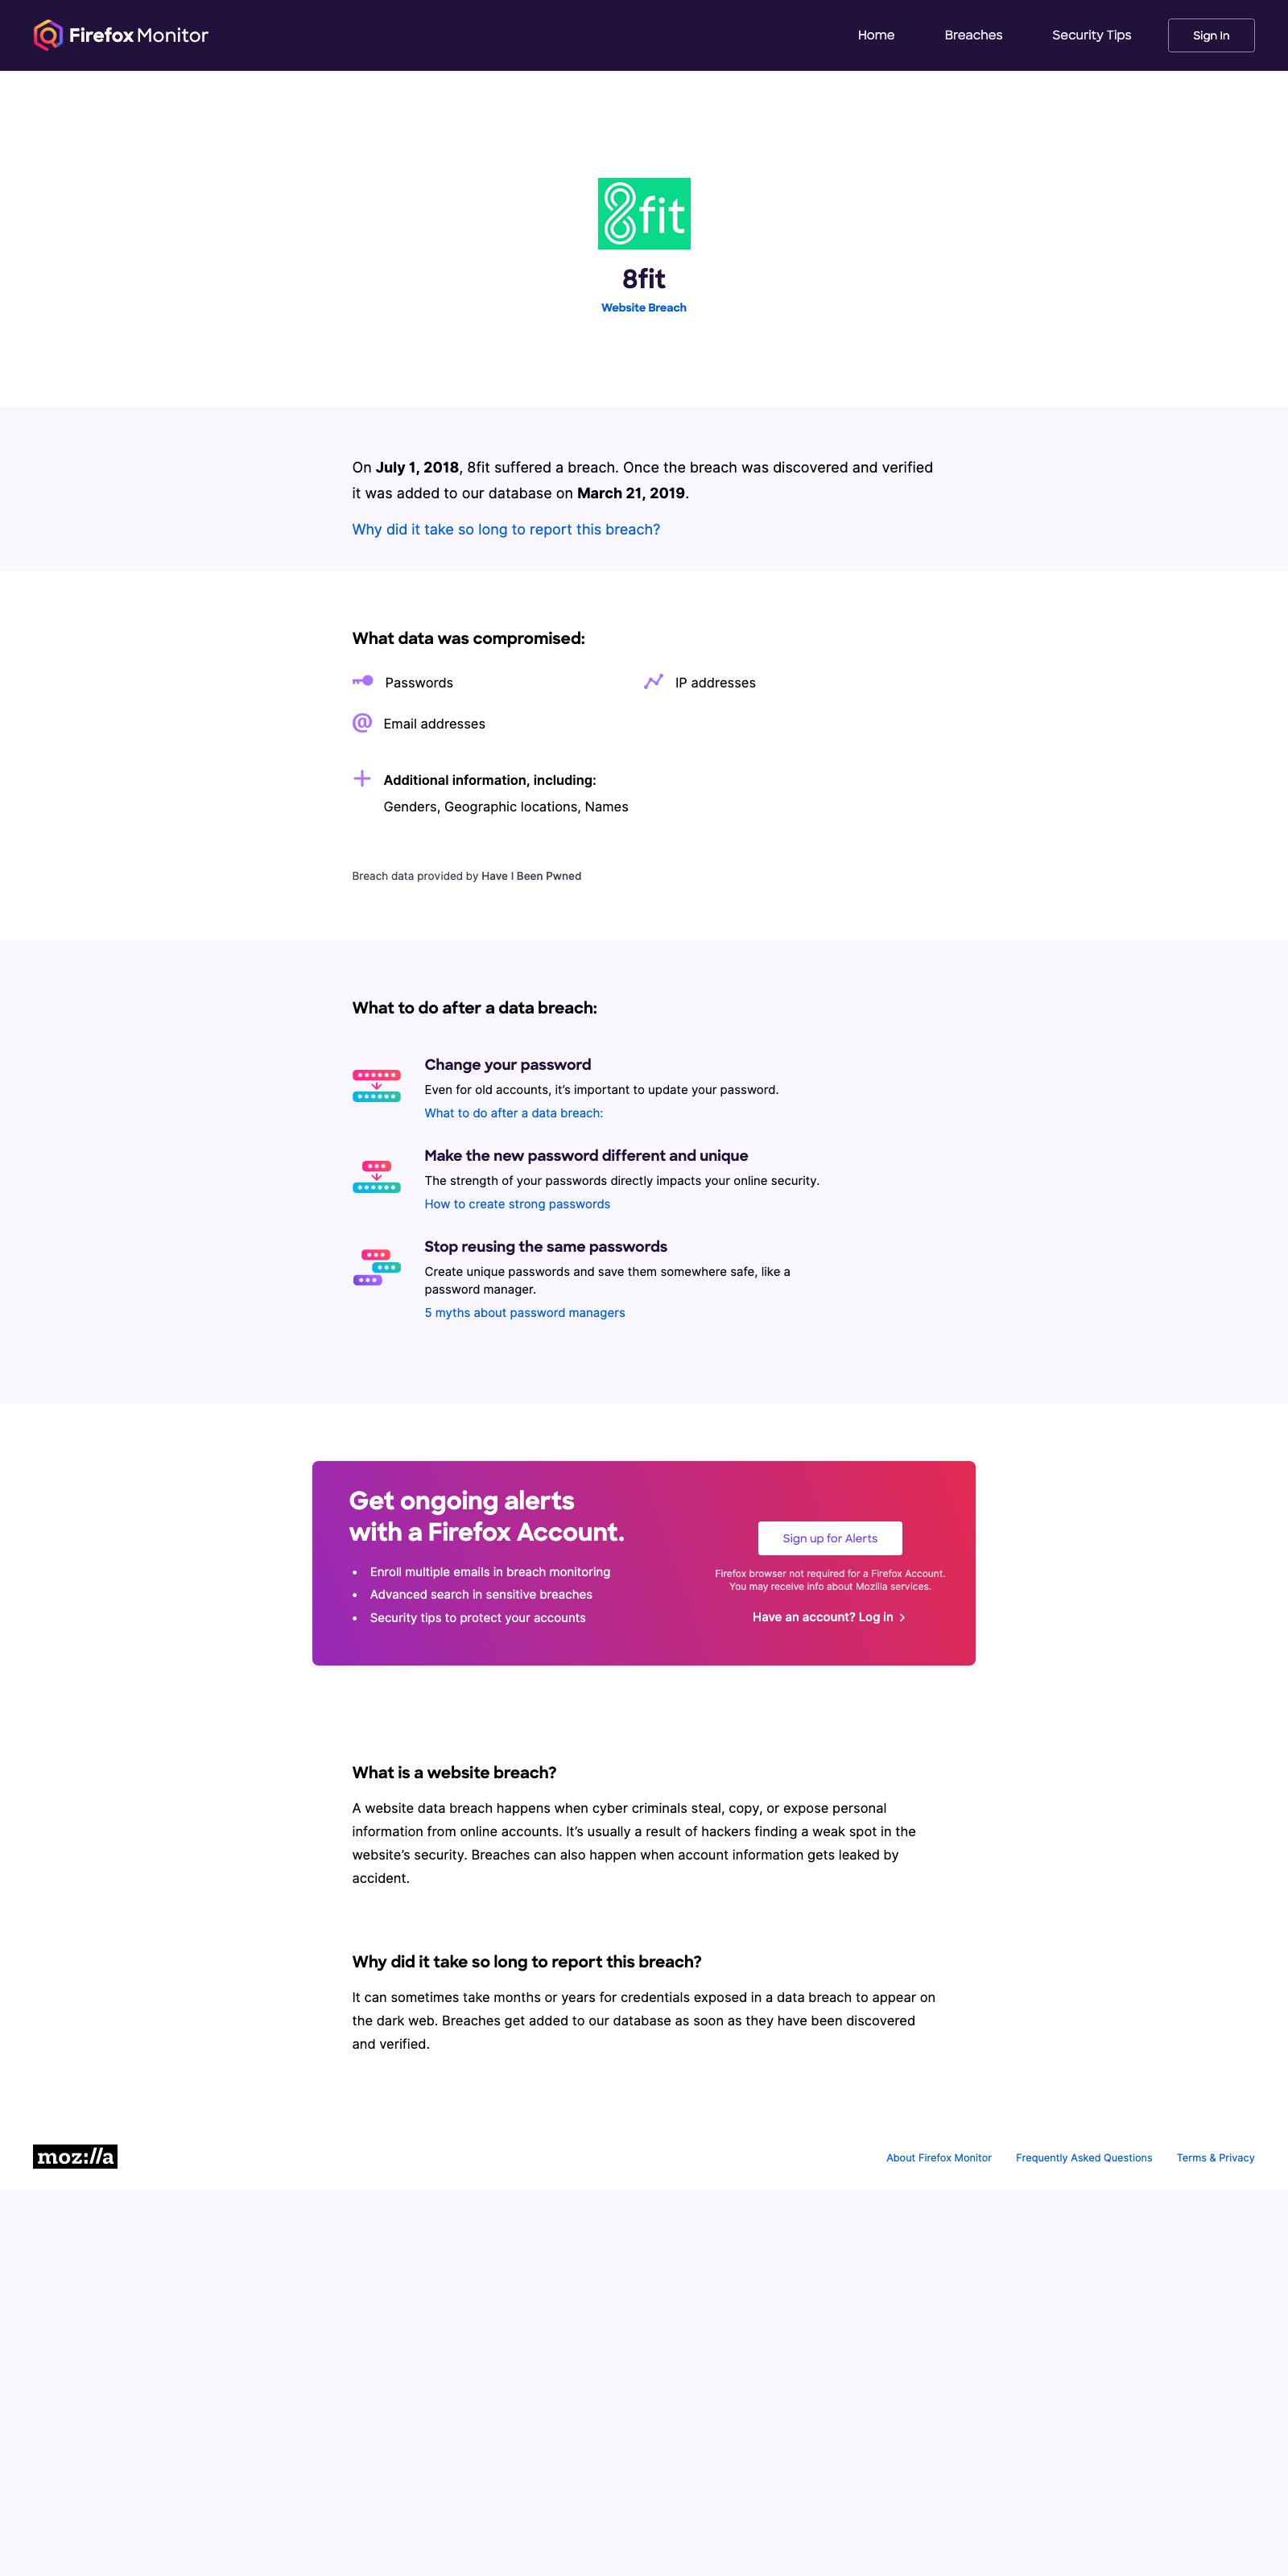 Firefox Monitor
Home
Breaches
Security Tips
Sign In
8fit
8fit
Website Breach
On July 1, 2018, 8fit suffered a breach. Once the breach was discovered and verified
it was added to our database on March 21, 2019.
Why did it take so long to report this breach?
What data was compromised:
Passwords
IP addresses
@ Email addresses
Additional information, including:
Genders, Geographic locations, Names
Breach data provided by Have I Been Pwned
What to do after a data breach:
Change your password
Even for old accounts, it’s important to update your password.
What to do after a data breach:
Make the new password different and unique
The strength of your passwords directly impacts your online security.
How to create strong passwords
Stop reusing the same passwords
Create unique passwords and save them somewhere safe, like a
password manager.
5 myths about password managers
Get ongoing alerts
with a Firefox Account.
• Enroll multiple emails in breach monitoring
• Advanced search in sensitive breaches
• Security tips to protect your accounts
Sign up for Alerts
Firefox browser not required for a Firefox Account.
You may receive info about Mozilla services.
Have an account? Log in
What is a website breach?
A website data breach happens when cyber criminals steal, copy, or expose personal
information from online accounts. It’s usually a result of hackers finding a weak spot in the
website’s security. Breaches can also happen when account information gets leaked by
accident.
Why did it take so long to report this breach?
It can sometimes take months or years for credentials exposed in a data breach to appear on
the dark web. Breaches get added to our database as soon as they have been discovered
and verified.
moz://a
About Firefox Monitor
Frequently Asked Questions
Terms & Privacy